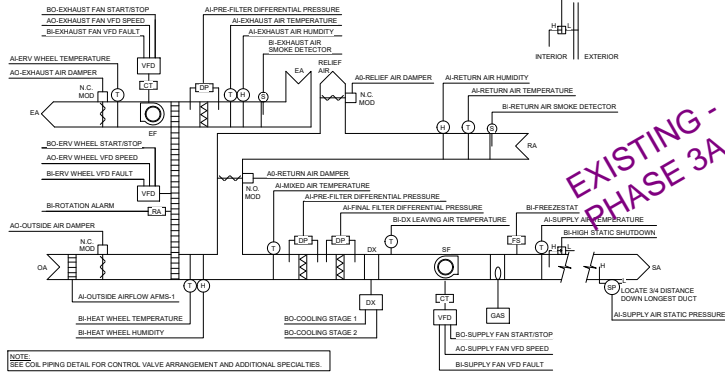 BO-EXHAUST FAN START/STOP
AO-EXHAUST FAN VFD SPEED
BI-EXHAUST FAN VFD FAULT
AI-PRE-FILTER DIFFERENTIAL PRESSURE
AI-EXHAUST AIR TEMPERATURE
AI-EXHAUST AIR HUMDITY
BI-EXHAUST AIR
SMOKE DETECTOR
H L
INTERIOR EXTERIOR
AI-ERV WHEEL TEMPERATURE
AO-EXHAUST AIR DAMPER
N.C.
MOD
VFD
CT
DP
T
T H S
EA
EF
EA
RELIEF
AIR
A0-RELIEF AIR DAMPER
N.C.
MOD
AI-RETURN AIR HUMIDITY
AI-RETURN AIR TEMPERATURE
BI-RETURN AIR SMOKE DETECTOR
H T S
RA
EXISTING -
PHASE 3A
BO-ERV WHEEL START/STOP
AO-ERV WHEEL VFD SPEED
BI-ERV WHEEL VFD FAULT
VFD
BI-ROTATION ALARM
RA
N.O.
MOD
A0-RETURN AIR DAMPER
AI-MIXED AIR TEMPERATURE
AI-PRE-FILTER DIFFERENTIAL PRESSURE
AI-FINAL FILTER DIFFERENTIAL PRESSURE
BI-DX LEAVING AIR TEMPERATURE
BI-FREEZESTAT
AI-SUPPLY AIR TEMPERATURE
BI-HIGH STATIC SHUTDOWN
AO-OUTSIDE AIR DAMPER
N.C.
MOD
T DP DP DX T SF FS T H L
OA
H
SA
L
SP
LOCATE 3/4 DISTANCE
DOWN LONGEST DUCT
AI-SUPPLY AIR STATIC PRESSURE
T H
AI-OUTSIDE AIRFLOW AFMS-1
BI-HEAT WHEEL TEMPERATURE
BI-HEAT WHEEL HUMIDITY
DX
CT
VFD
GAS
BO-COOLING STAGE 1
BO-COOLING STAGE 2
BO-SUPPLY FAN START/STOP
AO-SUPPLY FAN VFD SPEED
BI-SUPPLY FAN VFD FAULT
NOTE:
SEE COIL PIPING DETAIL FOR CONTROL VALVE ARRANGEMENT AND ADDITIONAL SPECIALTIES.